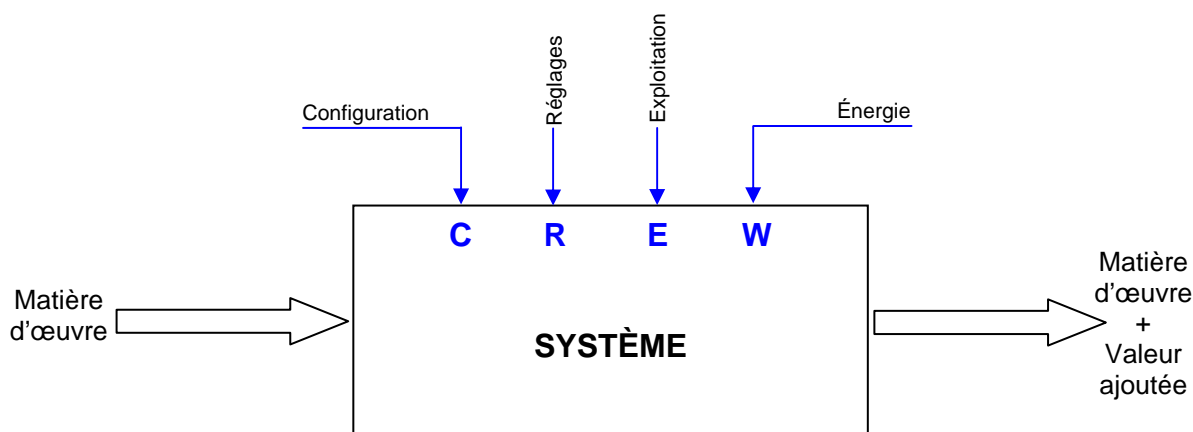 Configuration
Réglages
Exploitation
Énergie
C R E W
Matière
d'œuvre
SYSTÈME
Matière
d'œuvre
+
Valeur
ajoutée